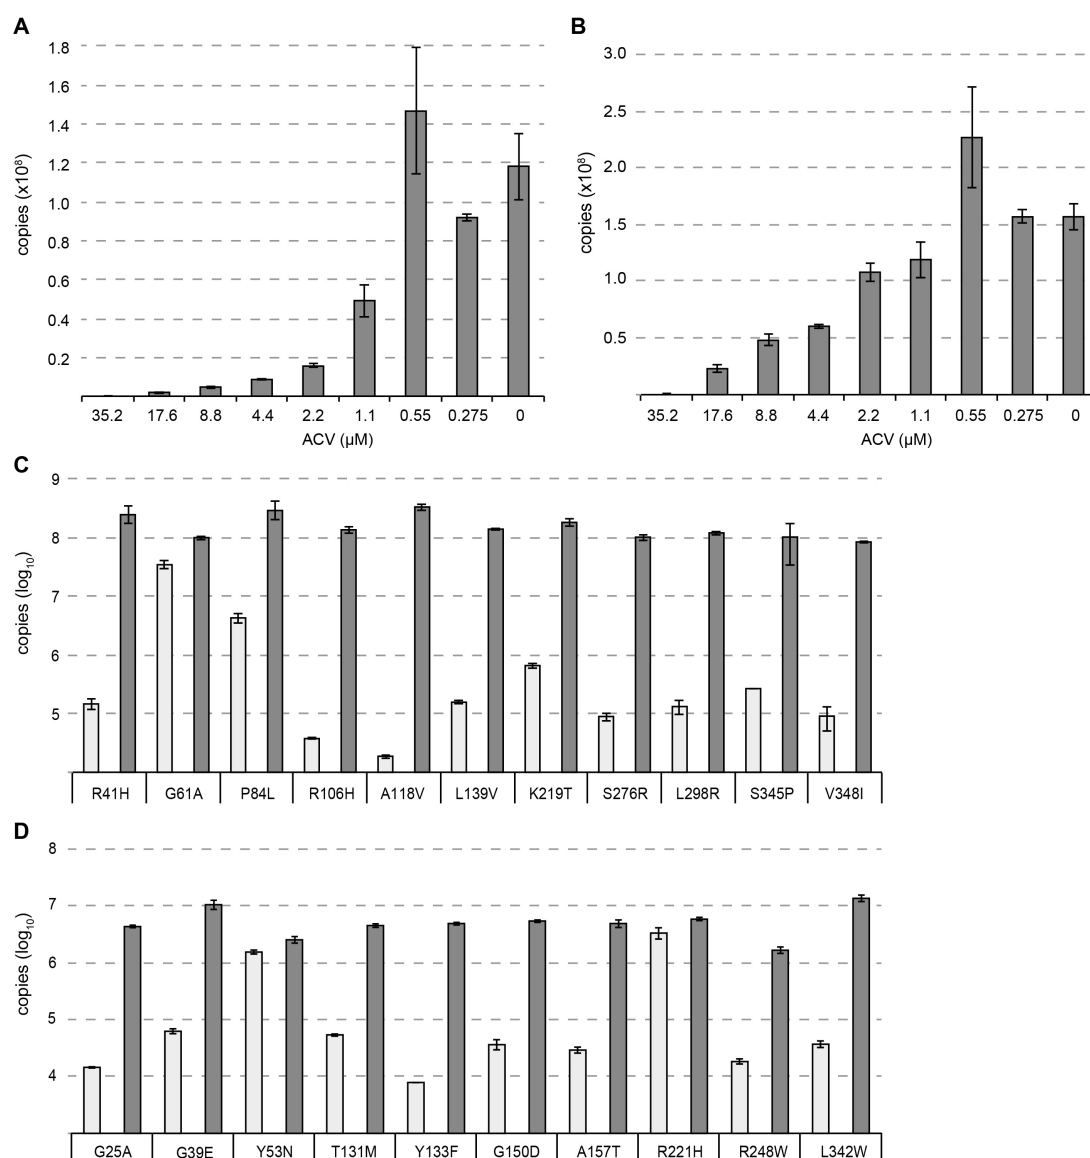 A
copies (x10⁸)
1.8
1.6
1.4
1.2
1.0
0.8
0.6
0.4
0.2
35.2 17.6 8.8 4.4 2.2 1.1 0.55 0.275 0
ACV (µM)
B
copies (x10⁸)
3.0
2.5
2.0
1.5
1.0
0.5
35.2 17.6 8.8 4.4 2.2 1.1 0.55 0.275 0
ACV (µM)
C
copies (log₁₀)
9
8
7
6
5
R41H G61A P84L R106H A118V L139V K219T S276R L298R S345P V348I
D
copies (log₁₀)
8
7
6
5
4
G25A G39E Y53N T131M Y133F G150D A157T R221H R248W L342W